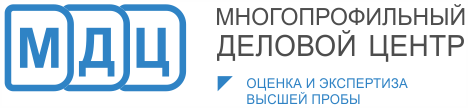 МДЦ
МНОГОПРОФИЛЬНЫЙ
ДЕЛОВОЙ ЦЕНТР
ОЦЕНКА И ЭКСПЕРТИЗА
ВЫСШЕЙ ПРОБЫ